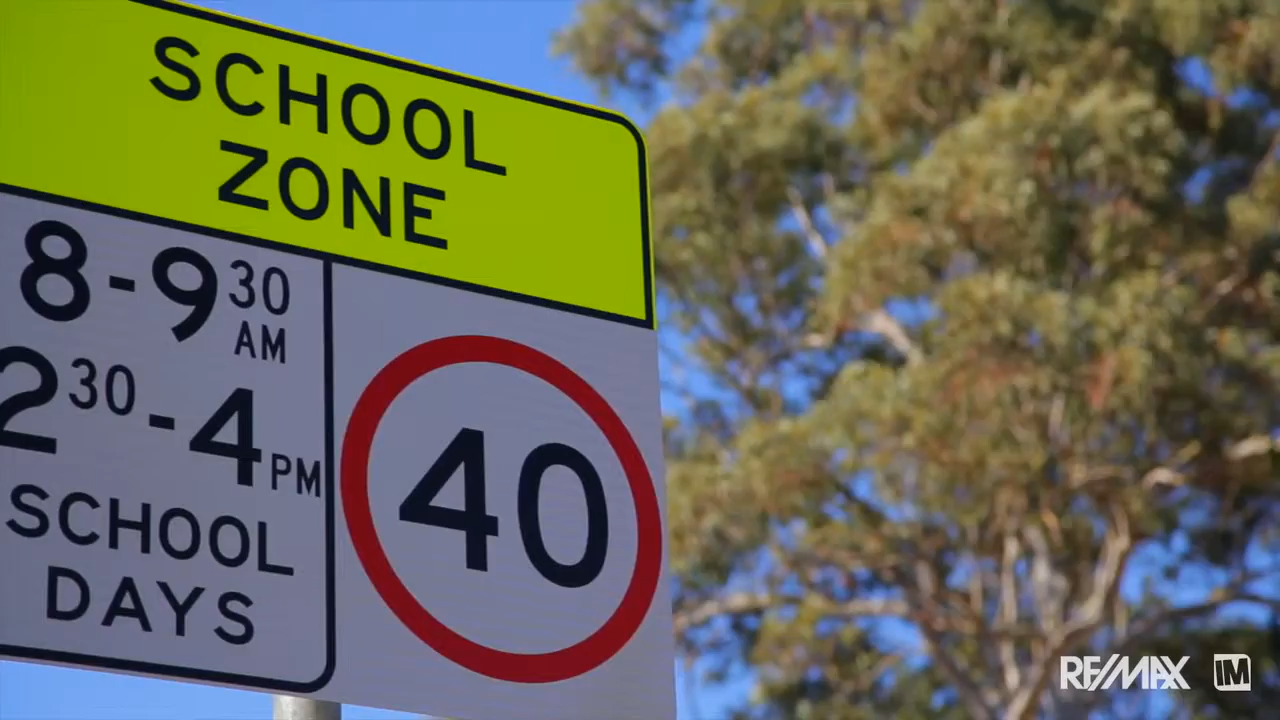 SCHOOL
ZONE
8-9 30 AM
2 30 -4 PM
SCHOOL
DAYS
40
RE/MAX IM